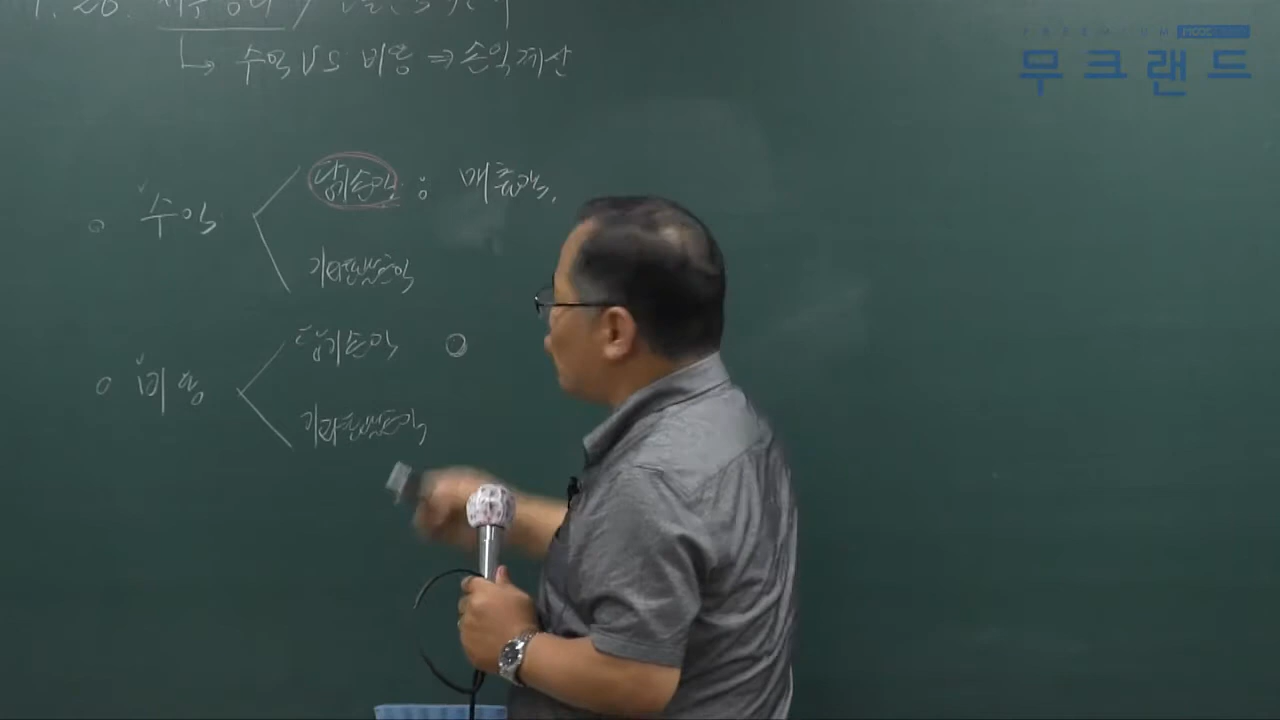 수익 VS 비용 ⇒ 손익계산
PREMIUM MOOC
무크랜드
당기손익 : 매출액
수익
기타포괄손익
당기손익
비용
기타포괄손익